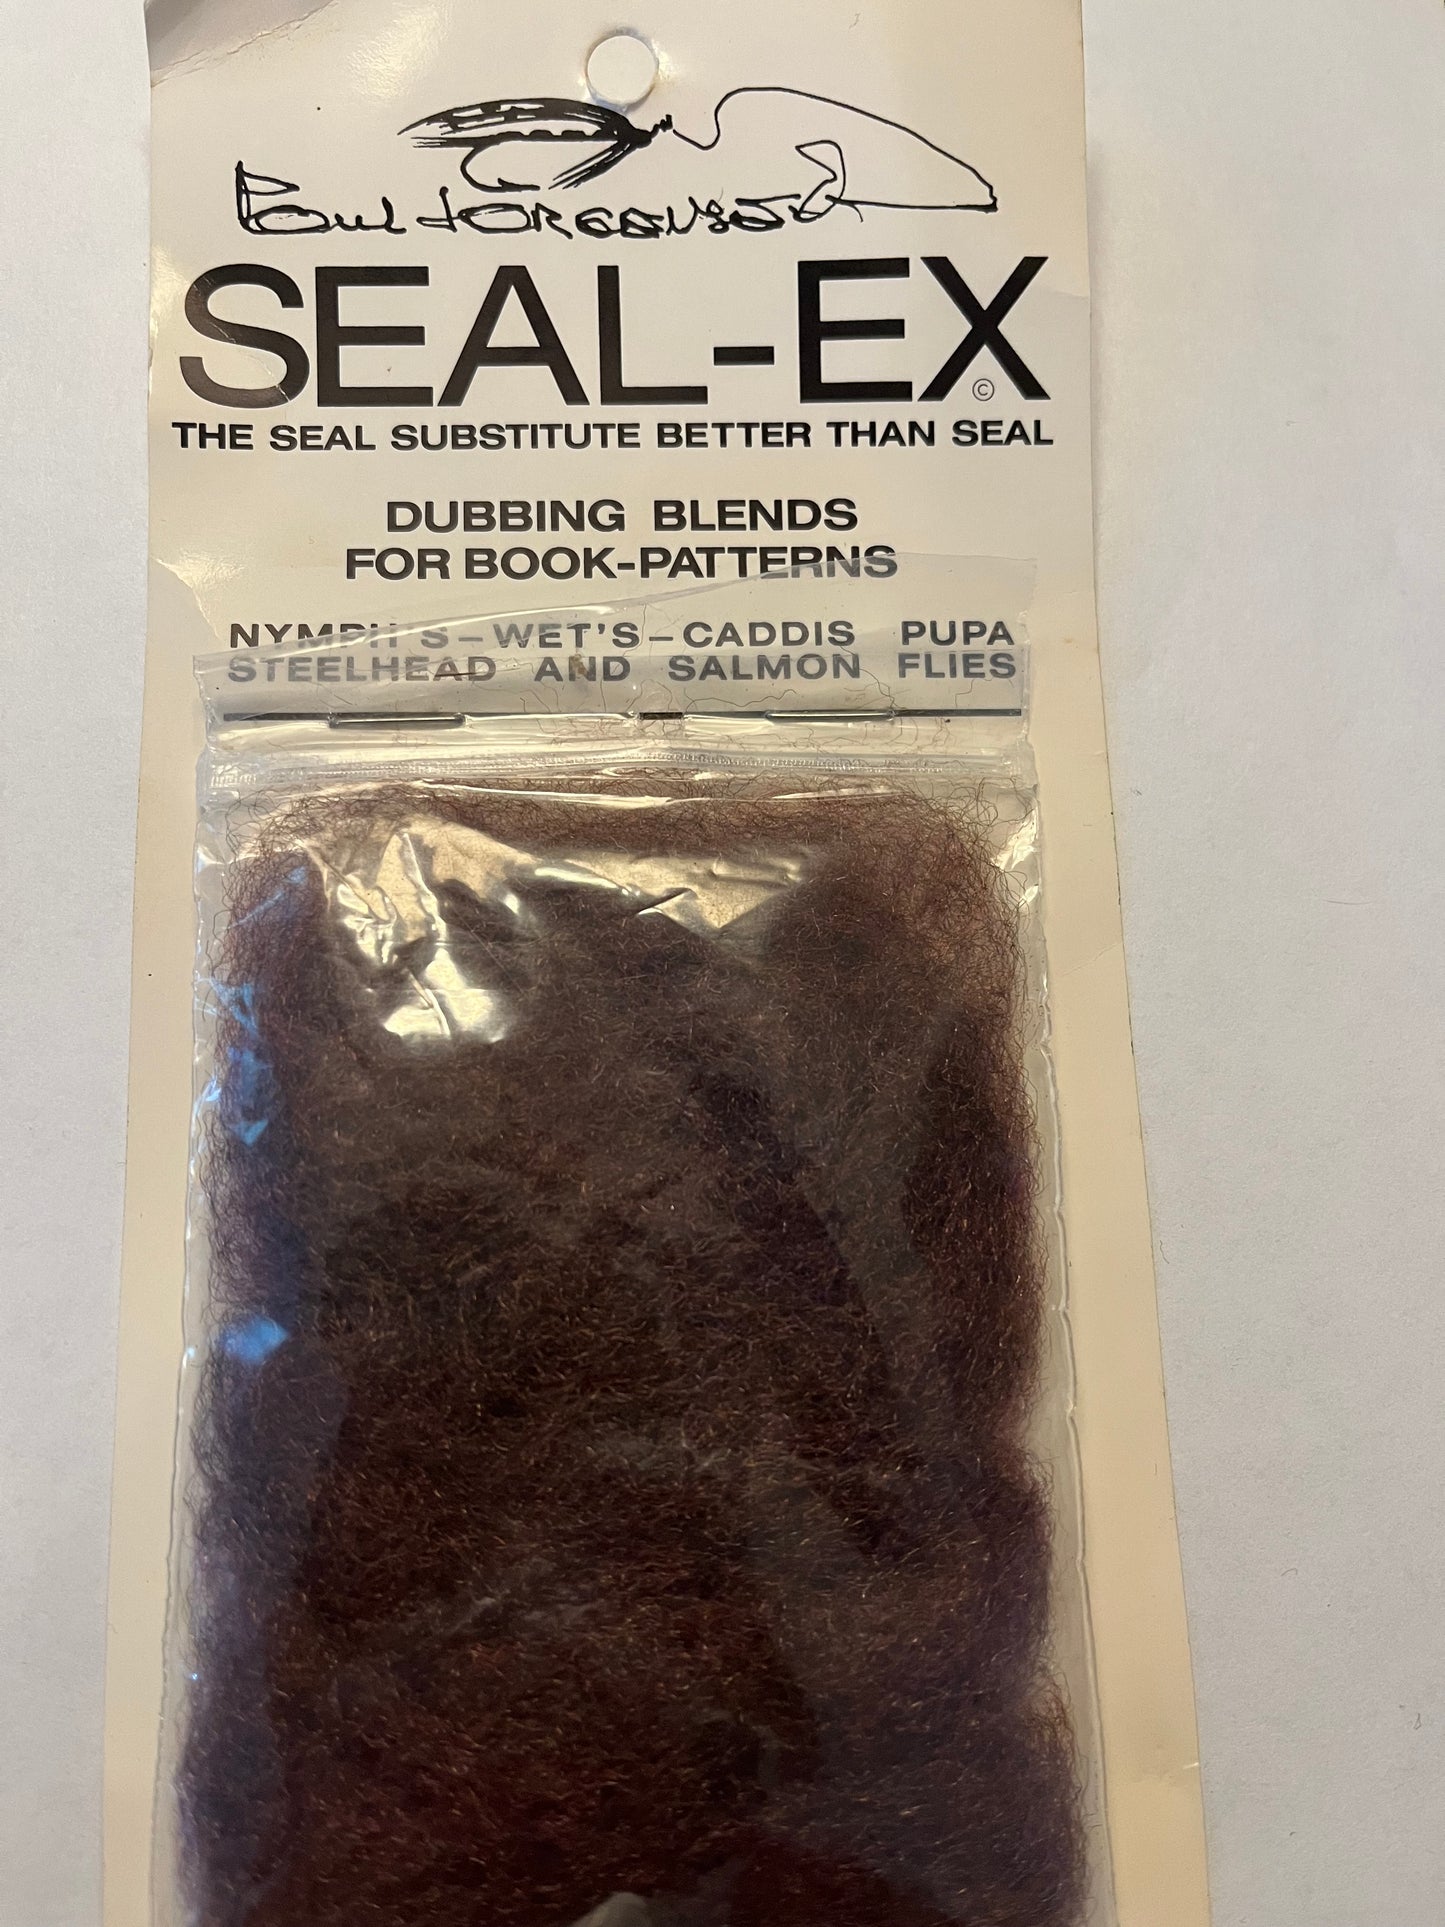 Poul Jorgensen
SEAL-EX
©
THE SEAL SUBSTITUTE BETTER THAN SEAL
DUBBING BLENDS
FOR BOOK-PATTERNS
NYMPH'S-WET'S-CADDIS PUPA
STEELHEAD AND SALMON FLIES